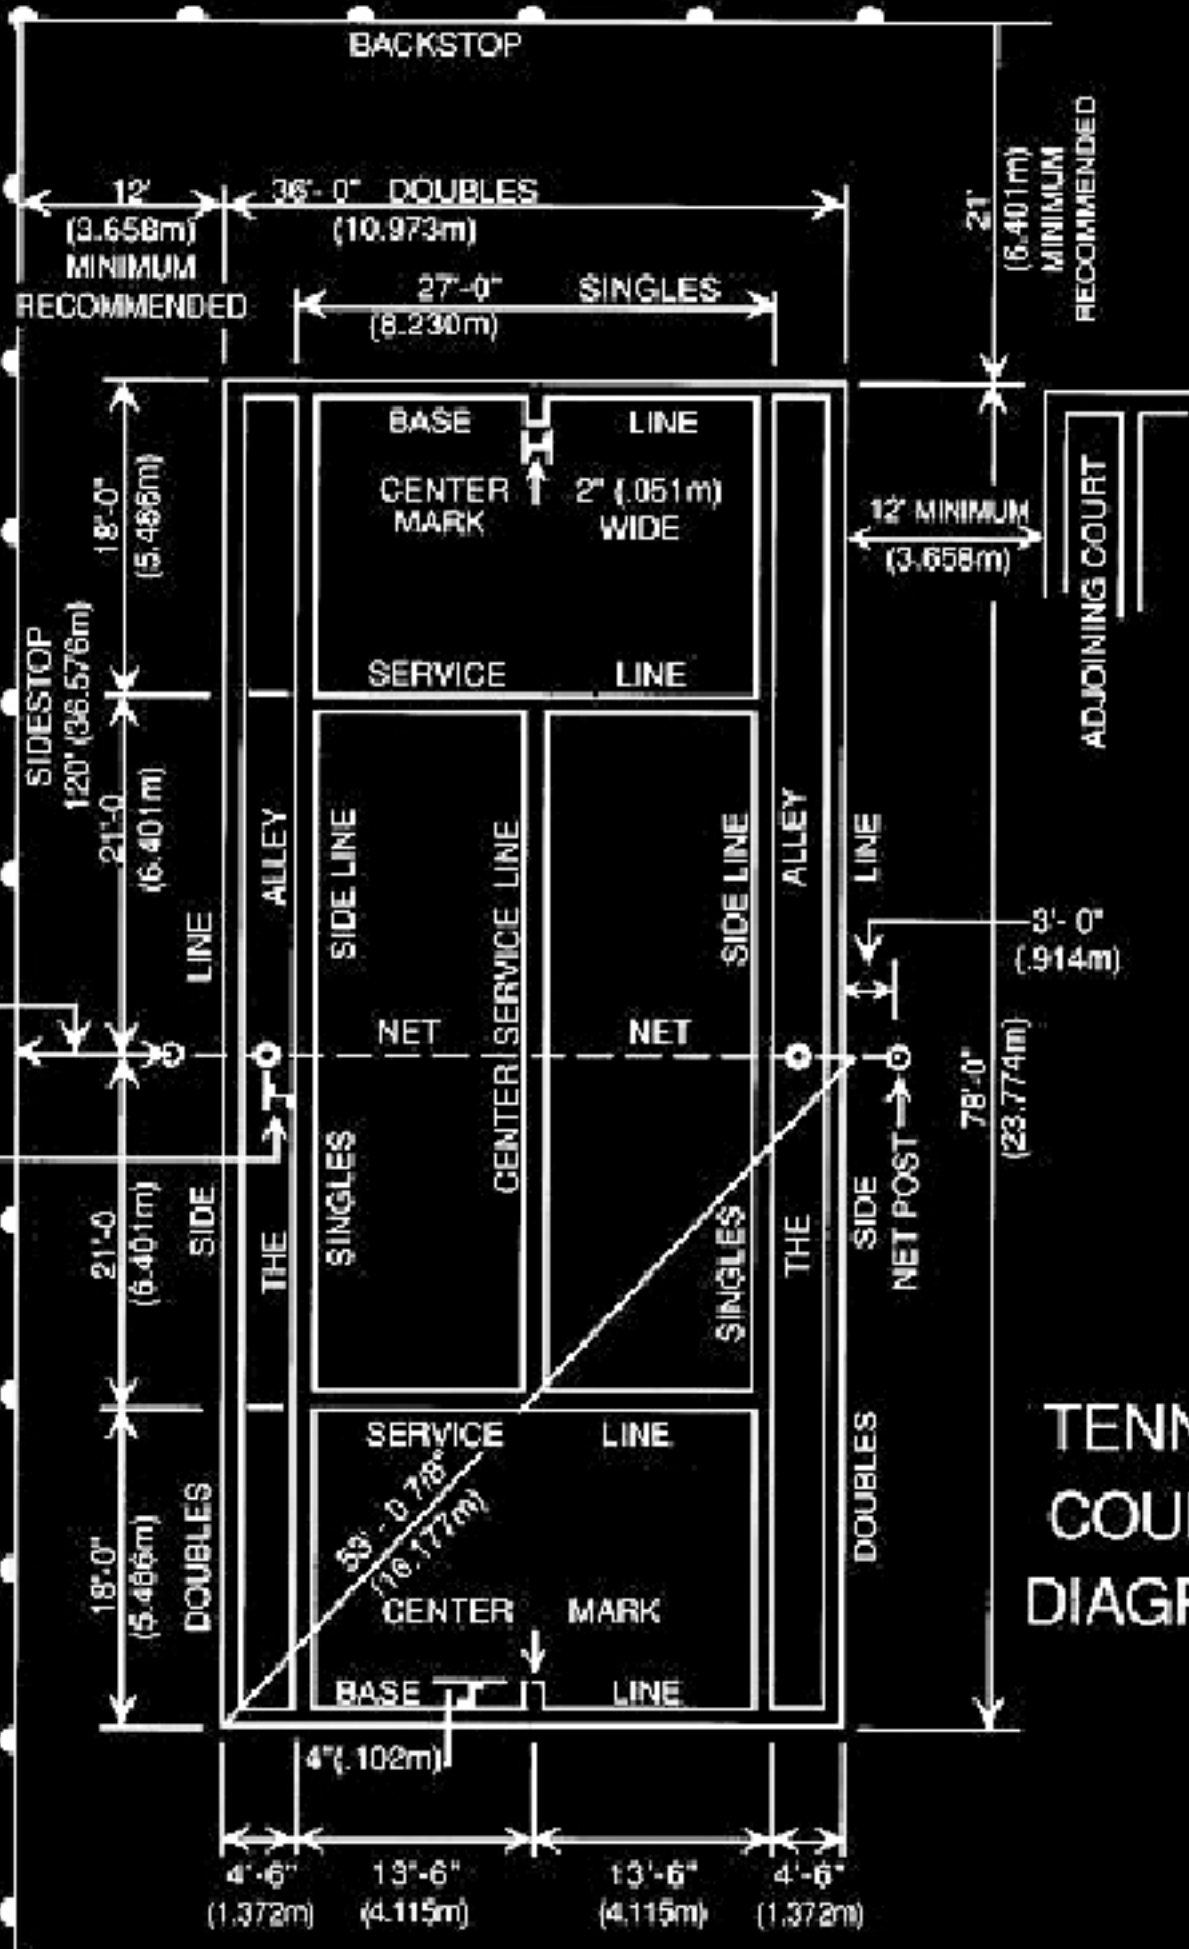 BACKSTOP
12'
(3.658m)
MINIMUM
RECOMMENDED
36'-0" DOUBLES
(10.973m)
21'
(6.401m)
MINIMUM
RECOMMENDED
27'-0" SINGLES
(8.230m)
BASE LINE
CENTER
MARK
2" (.051m)
WIDE
18'-0"
(5.486m)
12' MINIMUM
(3.658m)
ADJOINING COURT
SERVICE LINE
SIDESTOP
120' (36.576m)
21'-0
(6.401m)
LINE
ALLEY
SIDE LINE
CENTER SERVICE LINE
SIDE LINE
ALLEY
LINE
3'-0"
(.914m)
NET
NET
78'-0"
(23.774m)
21'-0
(6.401m)
SIDE
THE
SINGLES
SINGLES
THE
SIDE
NET POST
SERVICE LINE
(18.177m)
18'-0"
(5.486m)
DOUBLES
DOUBLES
TENN
COU
DIAGR
CENTER MARK
BASE LINE
4"(.102m)
4'-6"
(1.372m)
13'-6"
(4.115m)
13'-6"
(4.115m)
4'-6"
(1.372m)